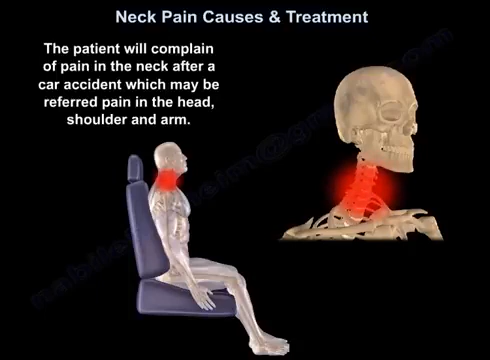 Neck Pain Causes & Treatment
The patient will complain
of pain in the neck after a
car accident which may be
referred pain in the head,
shoulder and arm.